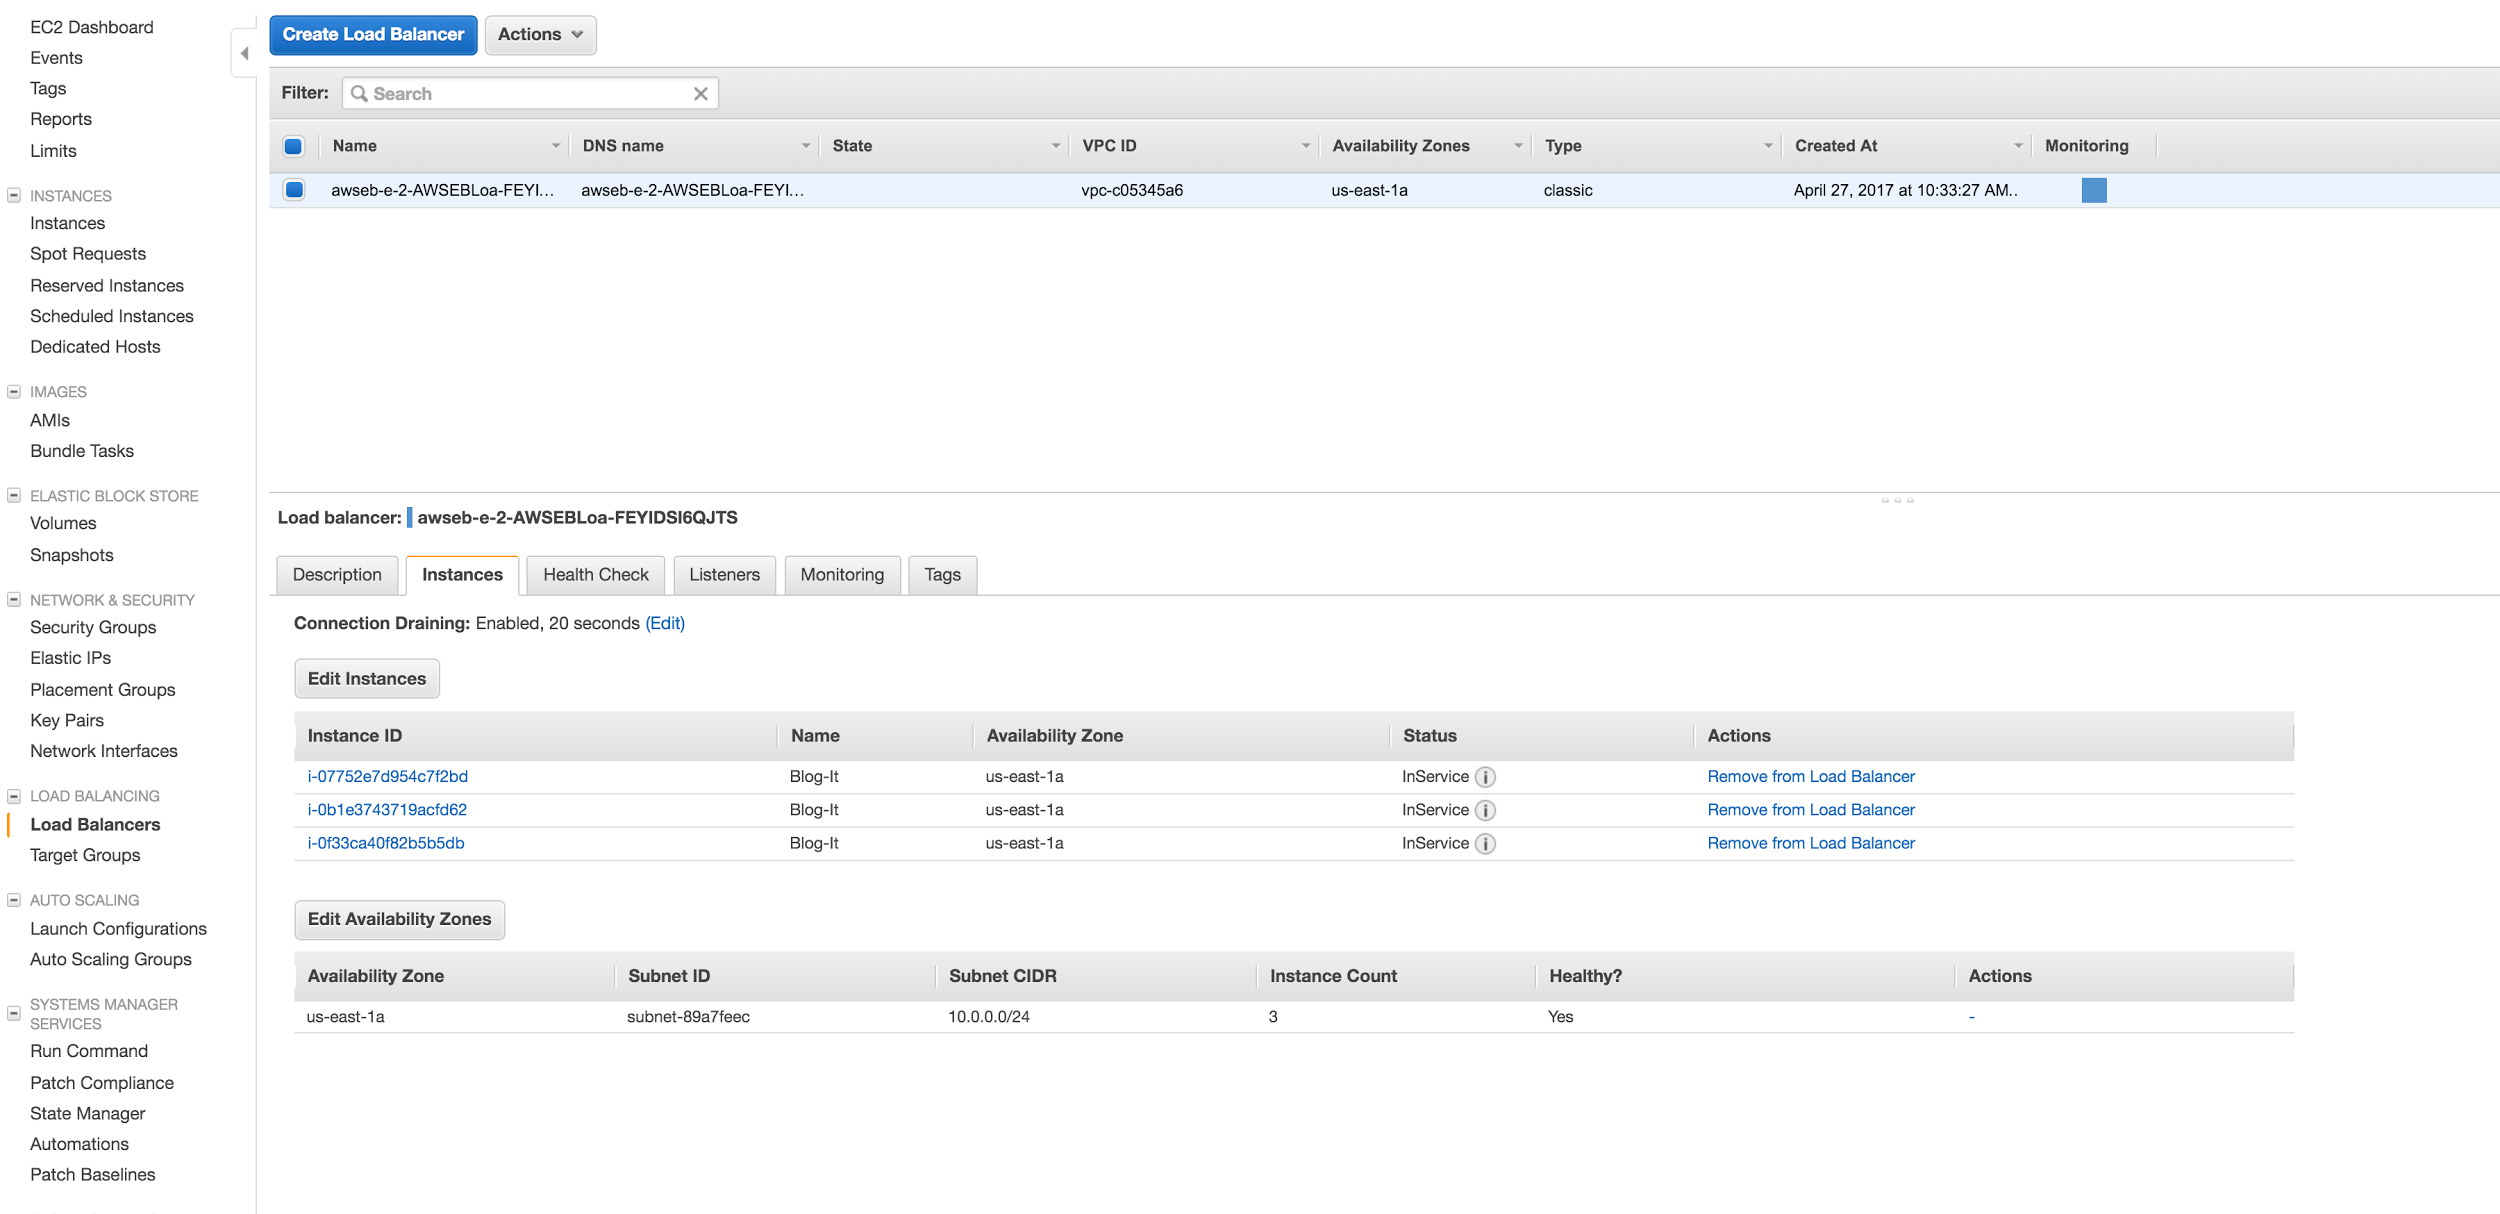 EC2 Dashboard
Events
Tags
Reports
Limits
INSTANCES
Instances
Spot Requests
Reserved Instances
Scheduled Instances
Dedicated Hosts
IMAGES
AMIs
Bundle Tasks
ELASTIC BLOCK STORE
Volumes
Snapshots
NETWORK & SECURITY
Security Groups
Elastic IPs
Placement Groups
Key Pairs
Network Interfaces
LOAD BALANCING
Load Balancers
Target Groups
AUTO SCALING
Launch Configurations
Auto Scaling Groups
SYSTEMS MANAGER
SERVICES
Run Command
Patch Compliance
State Manager
Automations
Patch Baselines
Create Load Balancer Actions
Filter: Search
Name DNS name State VPC ID Availability Zones Type Created At Monitoring
awseb-e-2-AWSEBLoa-FEYI... awseb-e-2-AWSEBLoa-FEYI... vpc-c05345a6 us-east-1a classic April 27, 2017 at 10:33:27 AM..
Load balancer: awseb-e-2-AWSEBLoa-FEYIDSI6QJTS
Description Instances Health Check Listeners Monitoring Tags
Connection Draining: Enabled, 20 seconds (Edit)
Edit Instances
Instance ID Name Availability Zone Status Actions
i-07752e7d954c7f2bd Blog-It us-east-1a InService i Remove from Load Balancer
i-0b1e3743719acfd62 Blog-It us-east-1a InService i Remove from Load Balancer
i-0f33ca40f82b5b5db Blog-It us-east-1a InService i Remove from Load Balancer
Edit Availability Zones
Availability Zone Subnet ID Subnet CIDR Instance Count Healthy? Actions
us-east-1a subnet-89a7feec 10.0.0.0/24 3 Yes -